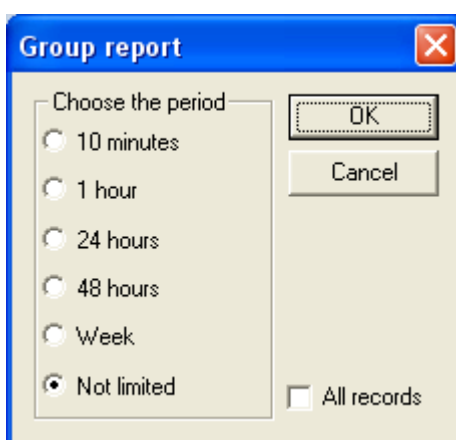 Group report
Choose the period
10 minutes
1 hour
24 hours
48 hours
Week
Not limited
OK
Cancel
All records